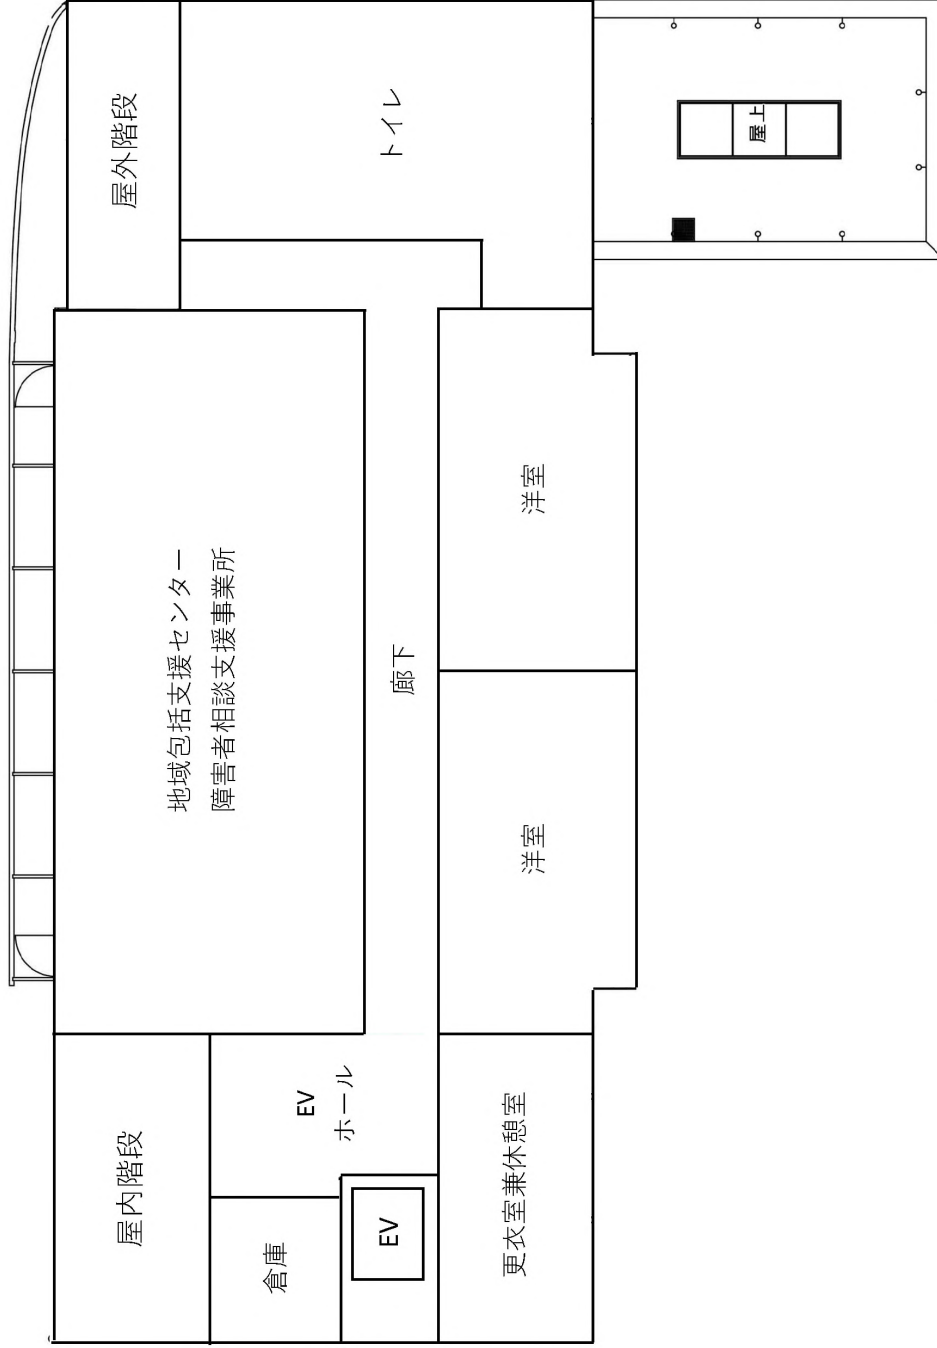 屋内階段
屋外階段
地域包括支援センター
障害者相談支援事業所
倉庫
EV
ホール
EV
廊下
トイレ
更衣室兼休憩室
洋室
洋室
屋上